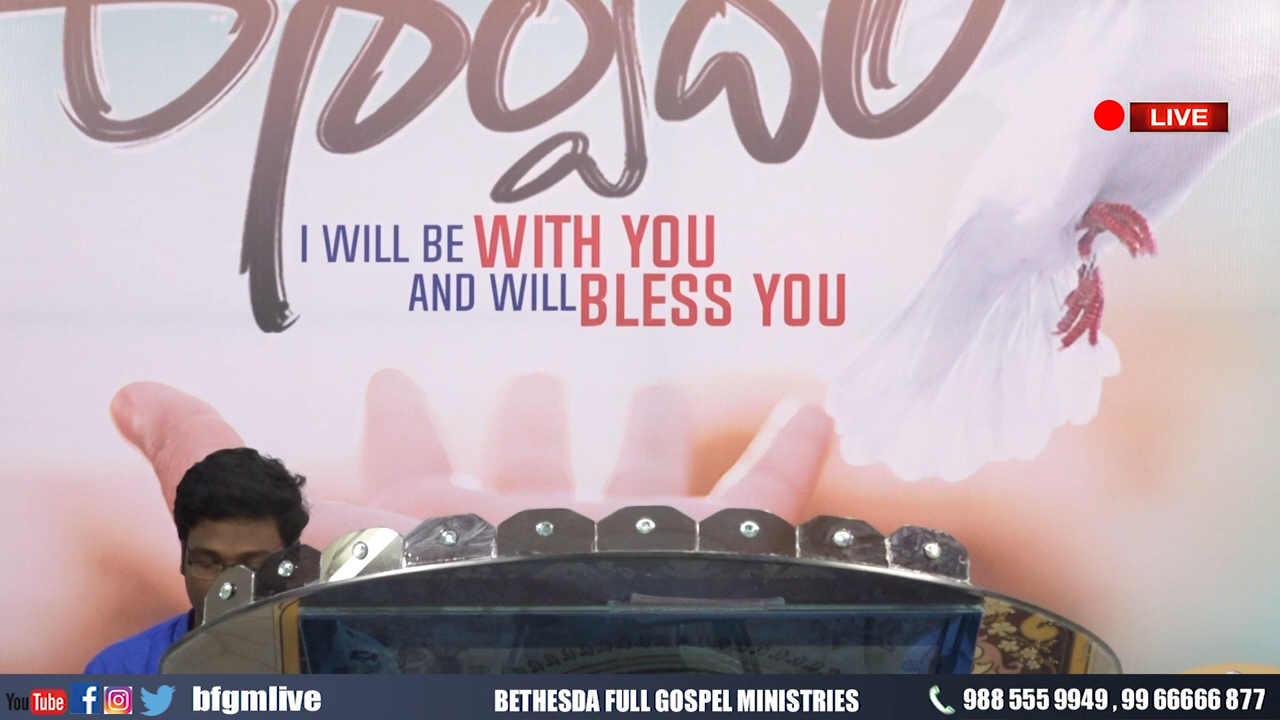 LIVE
I WILL BE WITH YOU
AND WILL BLESS YOU
YouTube bfgmlive
BETHESDA FULL GOSPEL MINISTRIES
988 555 9949 , 99 66666 877